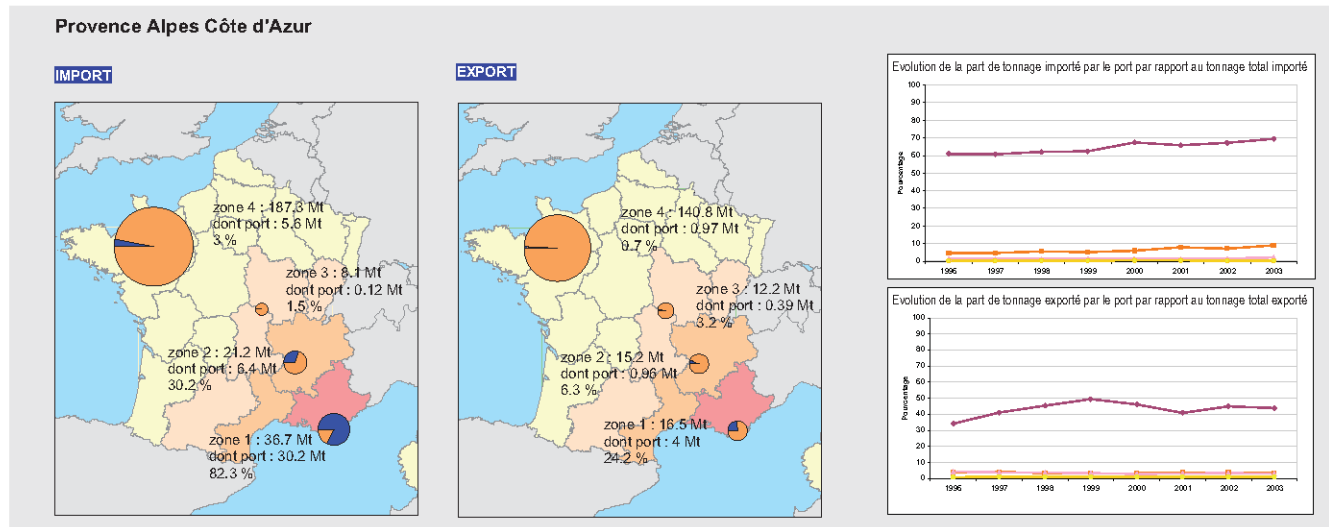 Provence Alpes Côte d'Azur
IMPORT
zone 4 : 187.3 Mt
dont port : 5.6 Mt
3 %
zone 3 : 8.1 Mt
dont port : 0.12 Mt
1.5 %
zone 2 : 21.2 Mt
dont port : 6.4 Mt
30.2 %
zone 1 : 36.7 Mt
dont port : 30.2 Mt
82.3 %
EXPORT
zone 4 : 140.8 Mt
dont port : 0.97 Mt
0.7 %
zone 3 : 12.2 Mt
dont port : 0.39 Mt
3.2 %
zone 2 : 15.2 Mt
dont port : 0.96 Mt
6.3 %
zone 1 : 16.5 Mt
dont port : 4 Mt
24.2 %
Evolution de la part de tonnage importé par le port par rapport au tonnage total importé
Pourcentage
100
90
80
70
60
50
40
30
20
10
0
1996 1997 1998 1999 2000 2001 2002 2003
Evolution de la part de tonnage exporté par le port par rapport au tonnage total exporté
Pourcentage
100
90
80
70
60
50
40
30
20
10
0
1996 1997 1998 1999 2000 2001 2002 2003